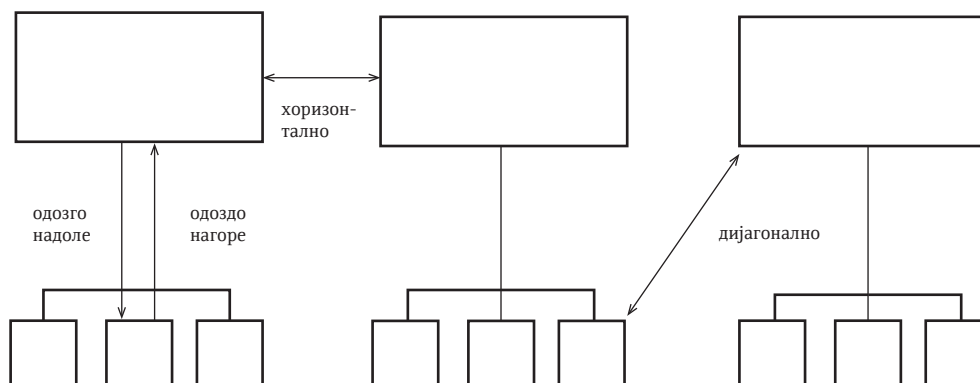 хоризон-
тално
одозго
надоле
одоздо
нагоре
дијагонално